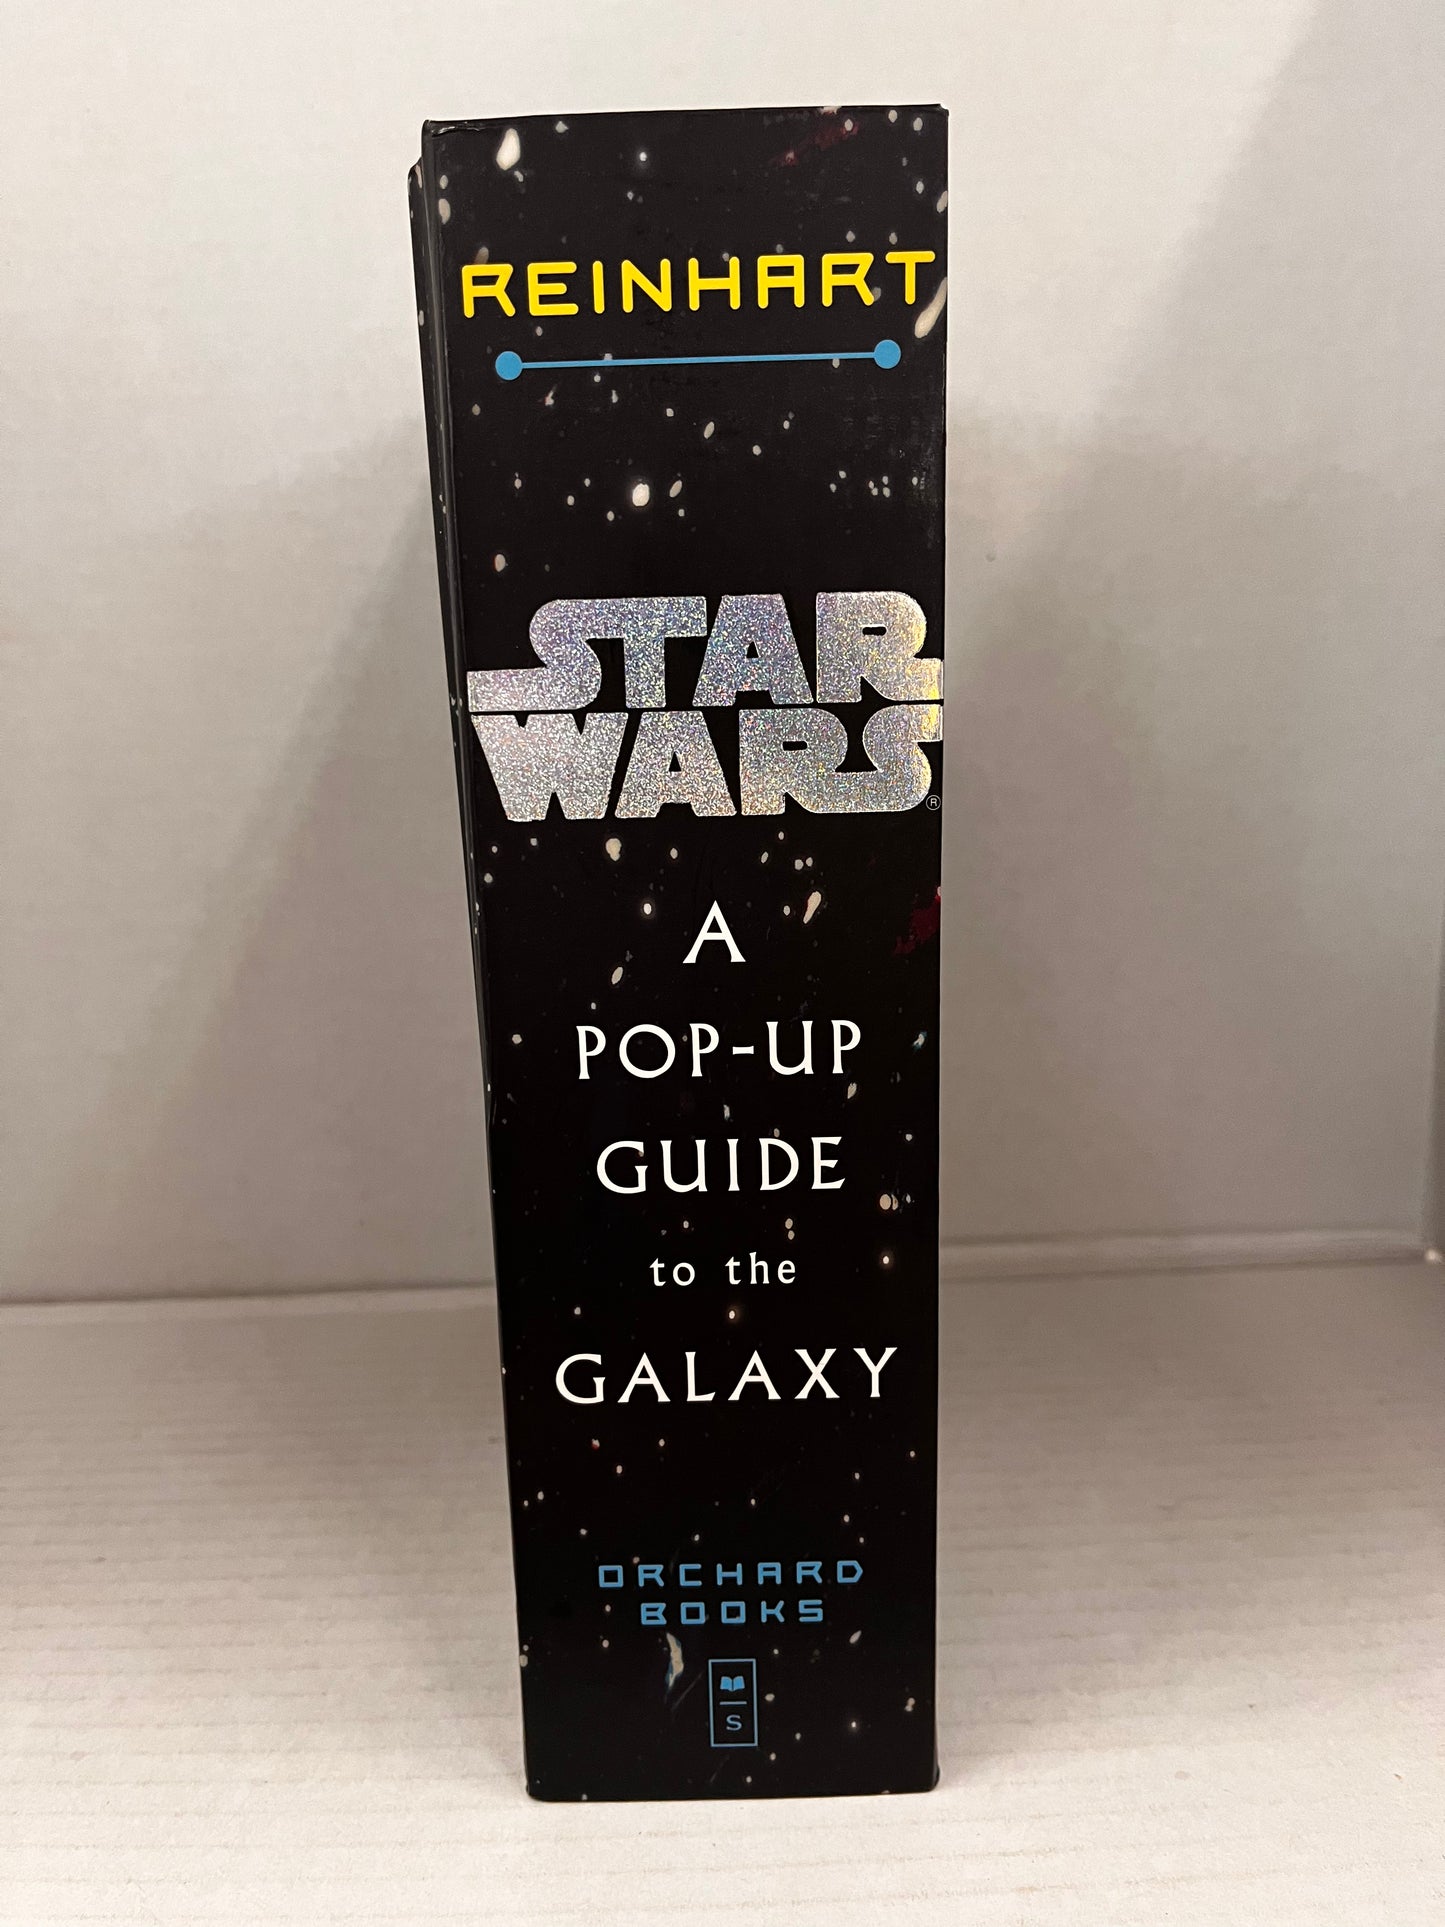 REINHART
STAR
WARS®
A
POP-UP
GUIDE
to the
GALAXY
ORCHARD
BOOKS
S